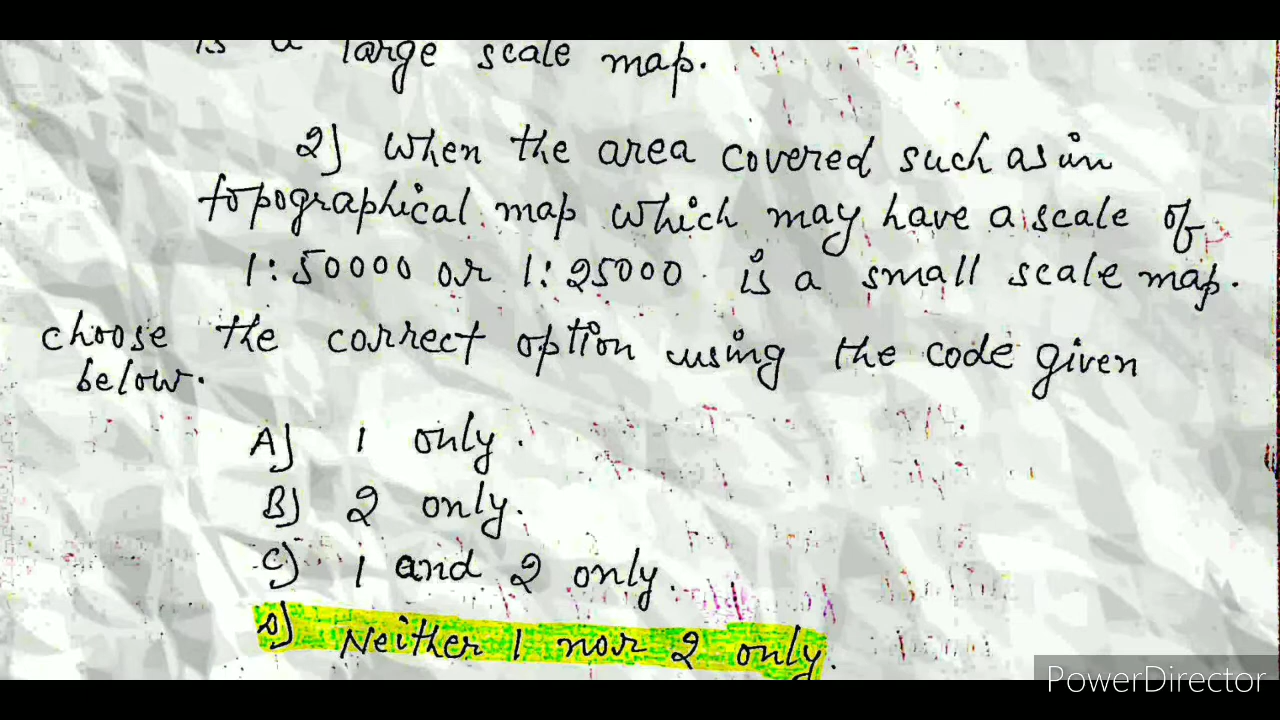 is a large scale map.
2) When the area covered such as in
topographical map which may have a scale of
1:50000 or 1:25000 is a small scale map.
choose the correct option using the code given
below.
A) 1 only.
B) 2 only.
C) 1 and 2 only.
D) Neither 1 nor 2 only.
PowerDirector